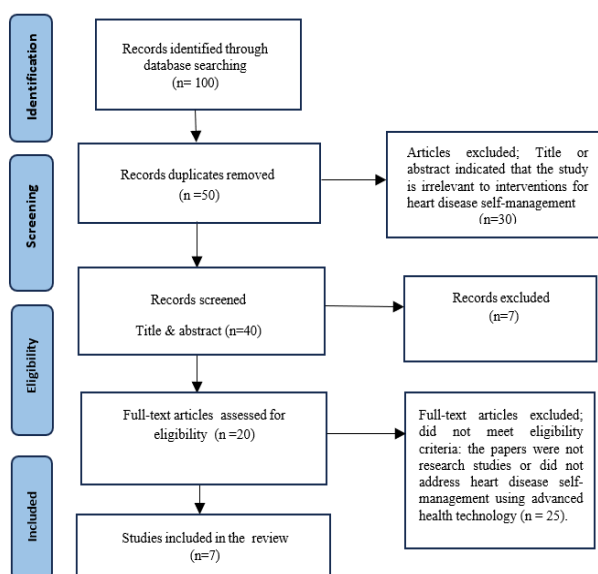 Identification
Records identified through
database searching
(n= 100)
Screening
Records duplicates removed
(n =50)
Articles excluded; Title or
abstract indicated that the study
is irrelevant to interventions for
heart disease self-management
(n=30)
Records screened
Title & abstract (n=40)
Records excluded
(n=7)
Eligibility
Full-text articles assessed for
eligibility (n =20)
Full-text articles excluded;
did not meet eligibility
criteria: the papers were not
research studies or did not
address heart disease self-
management using advanced
health technology (n = 25).
Included
Studies included in the review
(n=7)